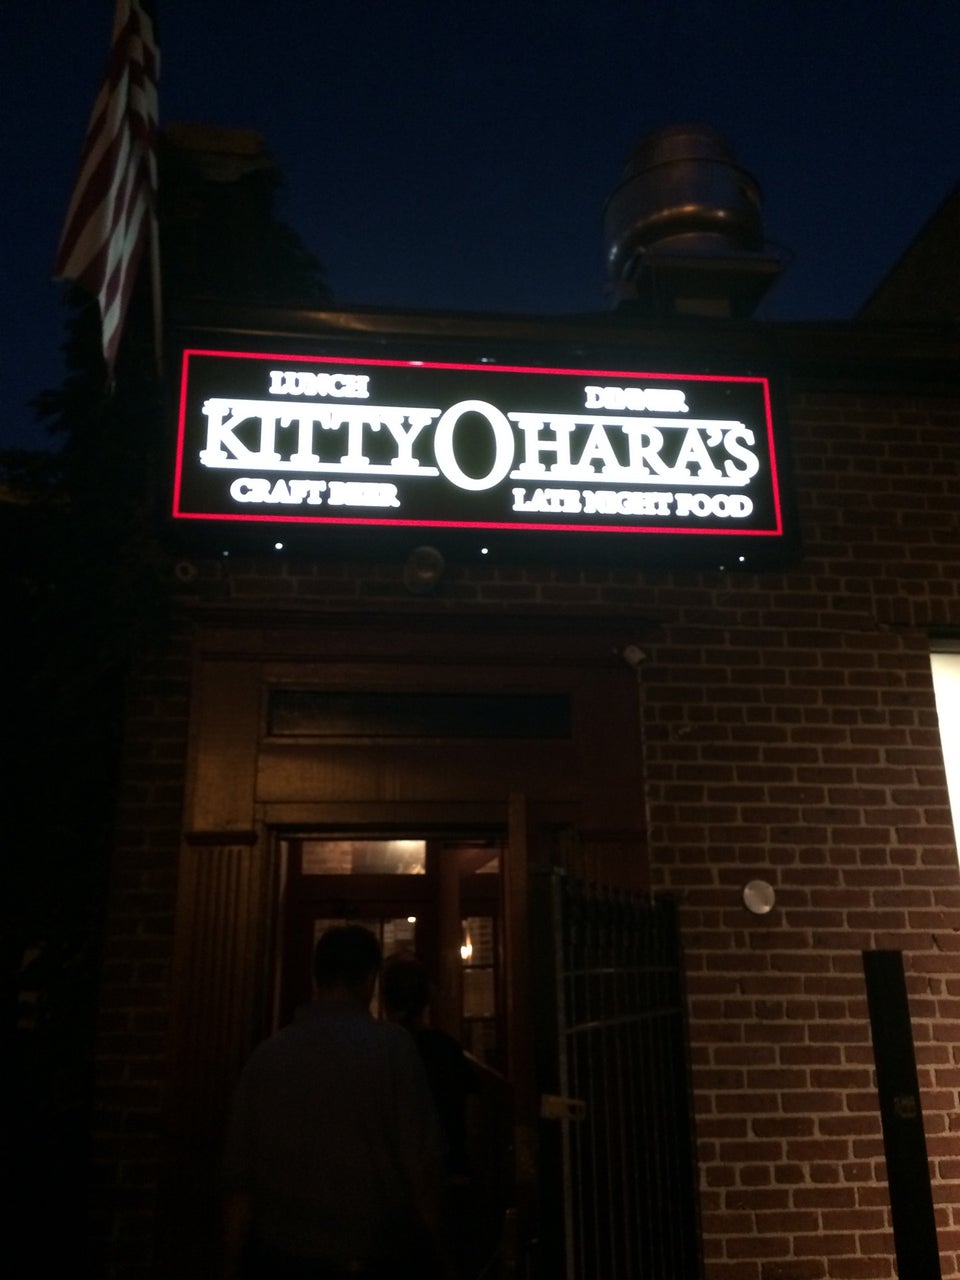 LUNCH DINNER
KITTY O HARA'S
CRAFT BEER LATE NIGHT FOOD